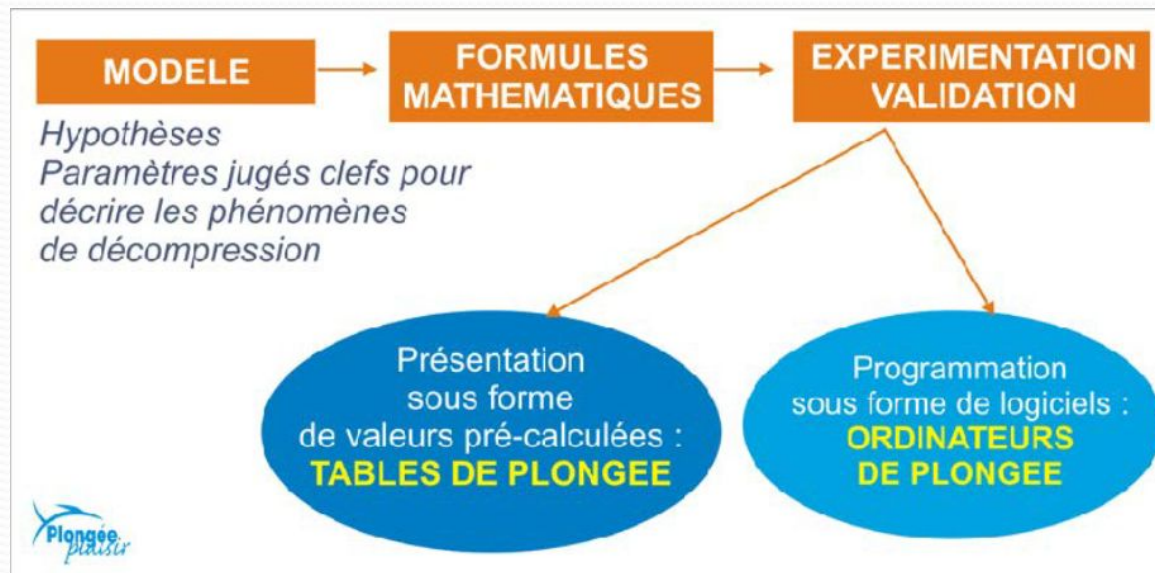 MODELE
FORMULES
MATHEMATIQUES
EXPERIMENTATION
VALIDATION
Hypothèses
Paramètres jugés clefs pour
décrire les phénomènes
de décompression
Présentation
sous forme
de valeurs pré-calculées :
TABLES DE PLONGEE
Programmation
sous forme de logiciels :
ORDINATEURS
DE PLONGEE
Plongée
plaisir